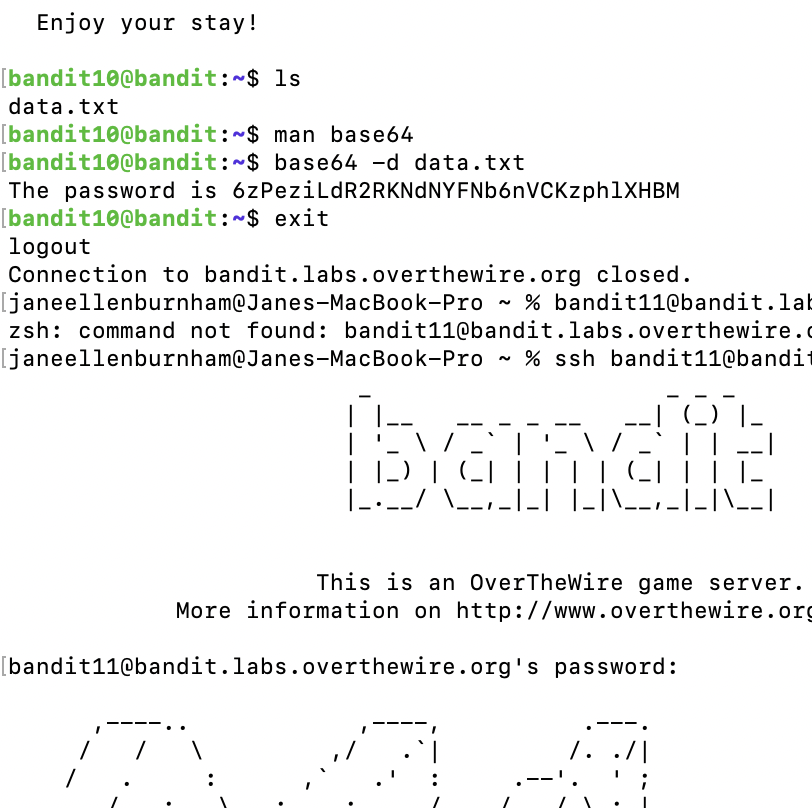 Enjoy your stay!
[bandit10@bandit:~$ ls
data.txt
[bandit10@bandit:~$ man base64
[bandit10@bandit:~$ base64 -d data.txt
The password is 6zPeziLdR2RKNdNYFNb6nVCKzphlXHBM
[bandit10@bandit:~$ exit
logout
Connection to bandit.labs.overthewire.org closed.
[janeellenburnham@Janes-MacBook-Pro ~ % bandit11@bandit.lab
zsh: command not found: bandit11@bandit.labs.overthewire.o
[janeellenburnham@Janes-MacBook-Pro ~ % ssh bandit11@bandit
bandit
This is an OverTheWire game server.
More information on http://www.overthewire.org
[bandit11@bandit.labs.overthewire.org's password: